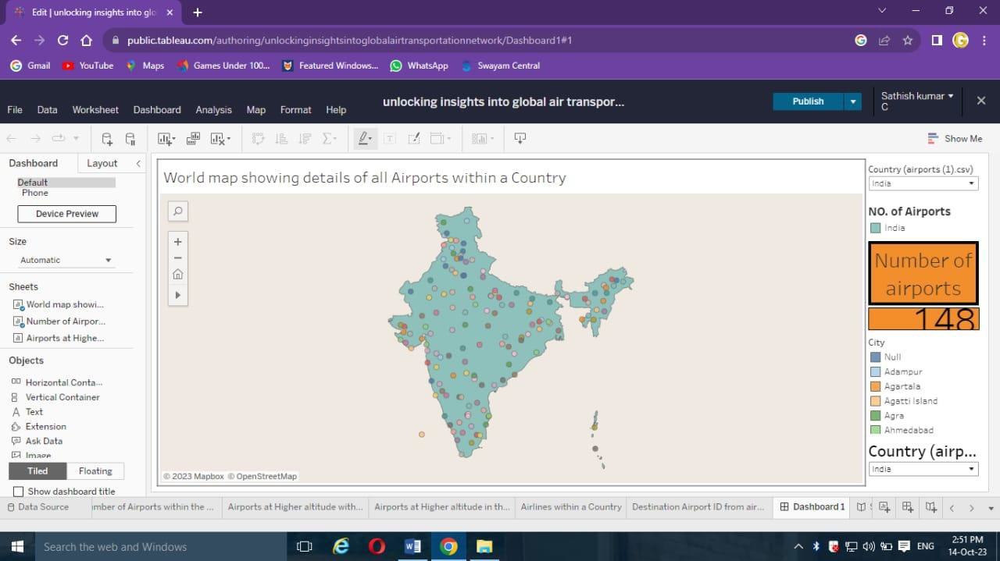 Edit | unlocking insights into glo
public.tableau.com/authoring/unlockinginsightsintoglobalairtransportationnetwork/Dashboard1#1
Gmail YouTube Maps Games Under 100... Featured Windows... WhatsApp Swayam Central
unlocking insights into global air transpor...
Publish
Sathish kumar
C
File Data Worksheet Dashboard Analysis Map Format Help
Show Me
Dashboard Layout
Default
Phone
Device Preview
Size
Automatic
Sheets
World map showi...
Number of Airpor...
Airports at Highe...
Objects
Horizontal Conta...
Vertical Container
Text
Extension
Ask Data
Image
Tiled Floating
Show dashboard title
World map showing details of all Airports within a Country
© 2023 Mapbox © OpenStreetMap
Country (airports (1).csv)
India
NO. of Airports
India
Number of
airports
148
City
Null
Adampur
Agartala
Agatti Island
Agra
Ahmedabad
Country (airp...
India
Data Source
mber of Airports within the ...
Airports at Higher altitude with...
Airports at Higher altitude in th...
Airlines within a Country
Destination Airport ID from air...
Dashboard 1
Search the web and Windows
ENG
2:51 PM
14-Oct-23